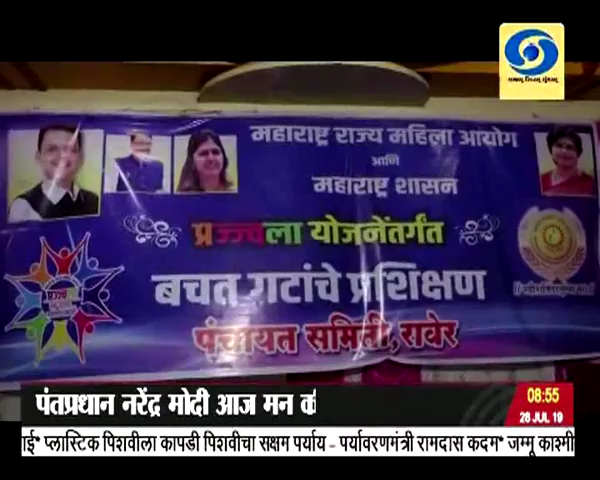 महाराष्ट्र राज्य महिला आयोग
आणि
महाराष्ट्र शासन
प्रज्ज्वला योजनेंतर्गत
बचत गटांचे प्रशिक्षण
पंचायत समिती, रावेर
पंतप्रधान नरेंद्र मोदी आज मन की
08:55
28 JUL 19
ाई* प्लास्टिक पिशवीला कापडी पिशवीचा सक्षम पर्याय - पर्यावरणमंत्री रामदास कदम* जम्मू काश्मी